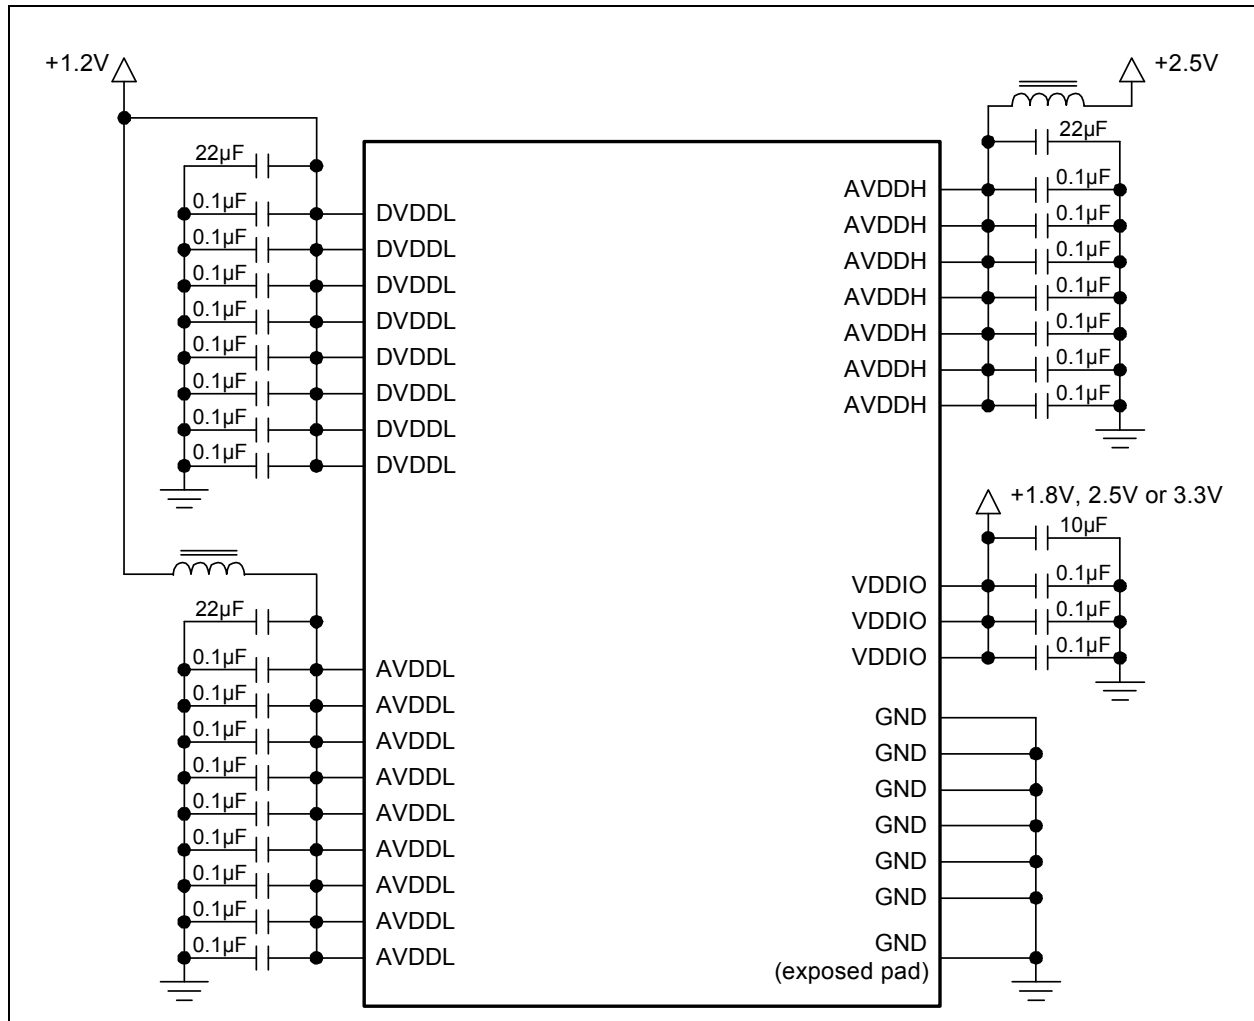 +1.2V
22µF
0.1µF
DVDDL
0.1µF
DVDDL
0.1µF
DVDDL
0.1µF
DVDDL
0.1µF
DVDDL
0.1µF
DVDDL
0.1µF
DVDDL
0.1µF
DVDDL
22µF
0.1µF
AVDDL
0.1µF
AVDDL
0.1µF
AVDDL
0.1µF
AVDDL
0.1µF
AVDDL
0.1µF
AVDDL
0.1µF
AVDDL
0.1µF
AVDDL
0.1µF
AVDDL
+2.5V
22µF
AVDDH
0.1µF
AVDDH
0.1µF
AVDDH
0.1µF
AVDDH
0.1µF
AVDDH
0.1µF
AVDDH
0.1µF
AVDDH
0.1µF
+1.8V, 2.5V or 3.3V
10µF
VDDIO
0.1µF
VDDIO
0.1µF
VDDIO
0.1µF
GND
GND
GND
GND
GND
GND
GND
(exposed pad)